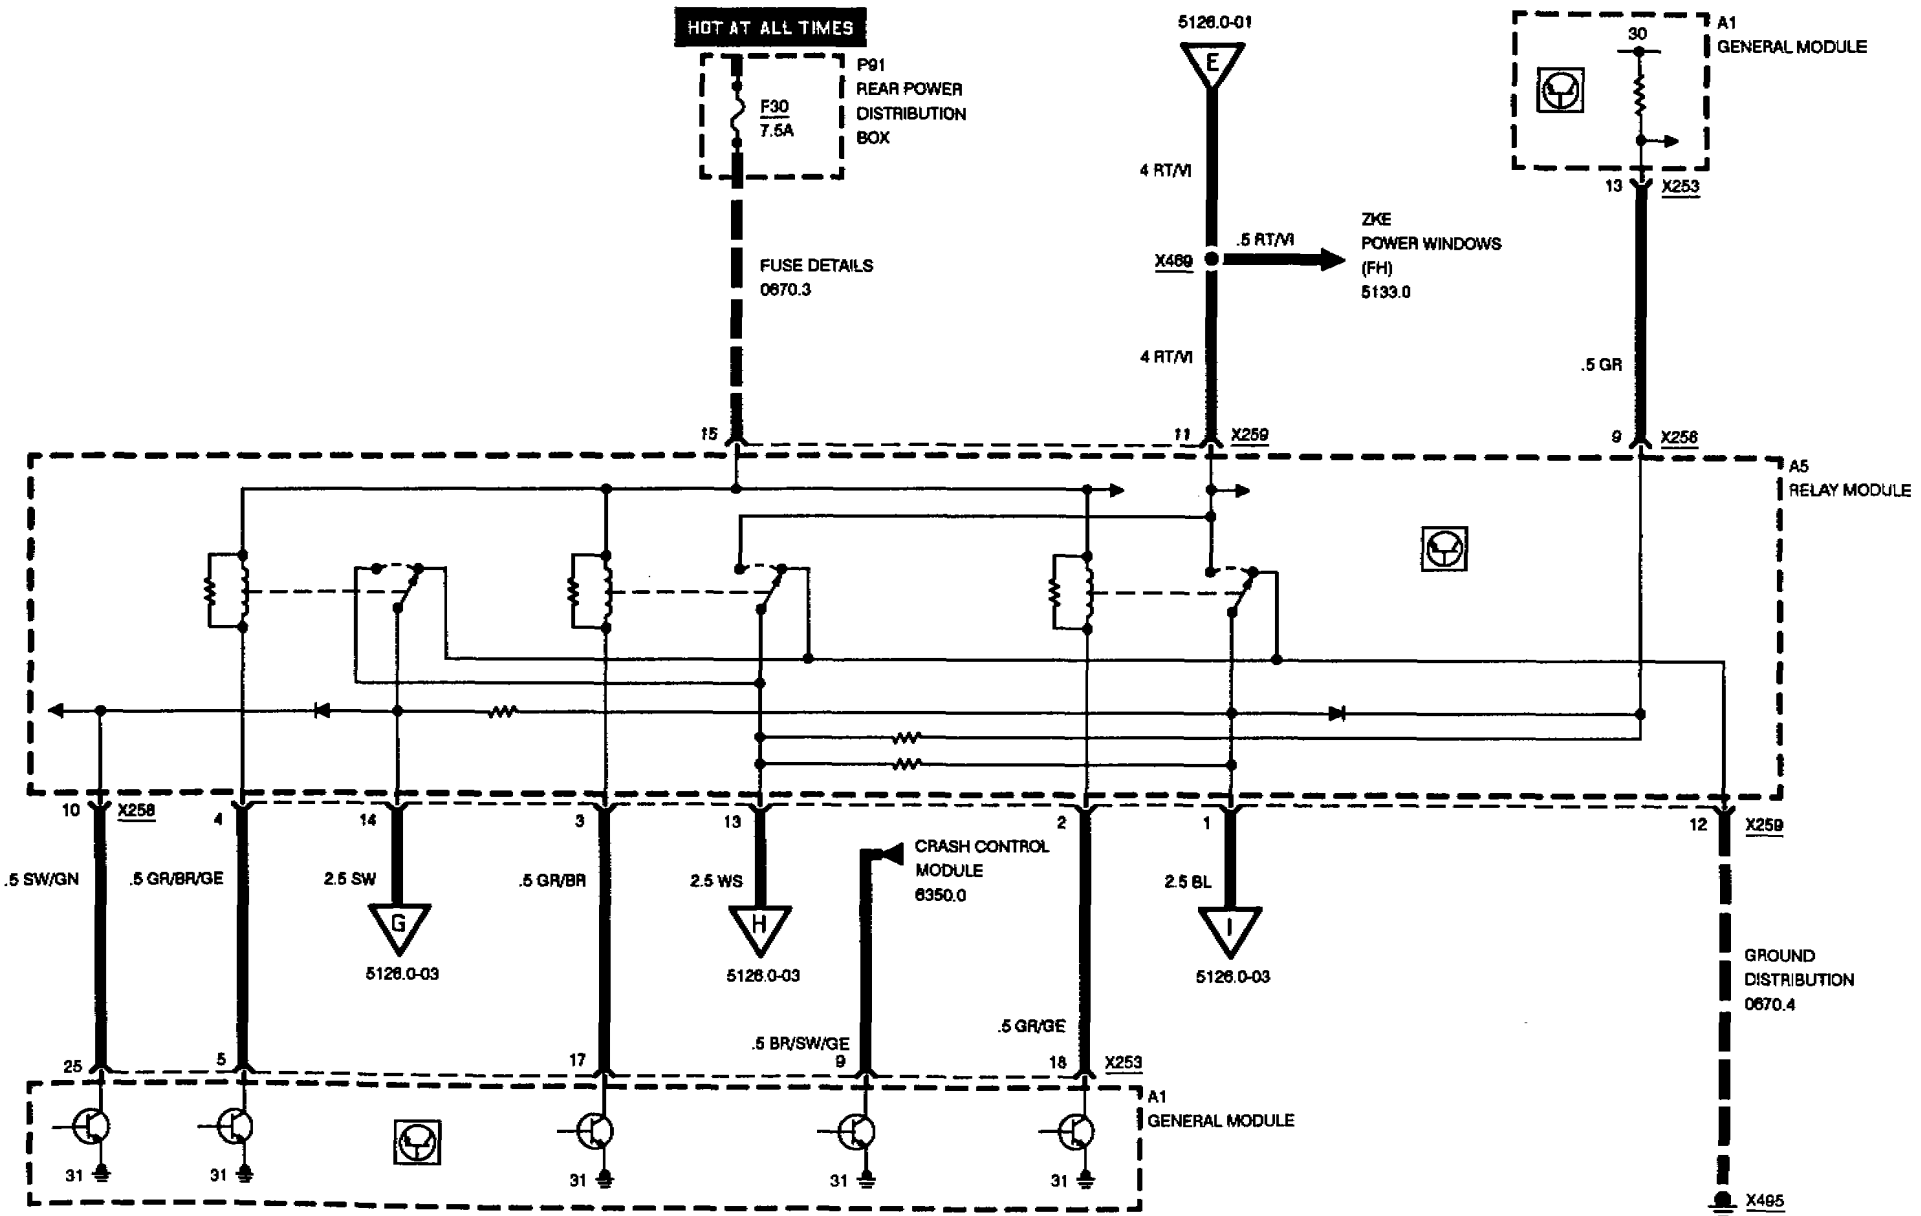 HOT AT ALL TIMES
P91
REAR POWER
DISTRIBUTION
BOX
F30
7.5A
FUSE DETAILS
0670.3
5126.0-01
E
4 RT/VI
X469
.5 RT/VI
ZKE
POWER WINDOWS
(FH)
5133.0
4 RT/VI
A1
GENERAL MODULE
30
13
X253
.5 GR
15
11
X259
9
X256
A5
RELAY MODULE
10
X258
4
14
3
13
2
1
12
X259
.5 SW/GN
.5 GR/BR/GE
2.5 SW
.5 GR/BR
2.5 WS
CRASH CONTROL
MODULE
6350.0
2.5 BL
G
5126.0-03
H
5126.0-03
I
5126.0-03
GROUND
DISTRIBUTION
0670.4
.5 BR/SW/GE
.5 GR/GE
25
5
17
9
18
X253
A1
GENERAL MODULE
31
31
31
31
31
X495